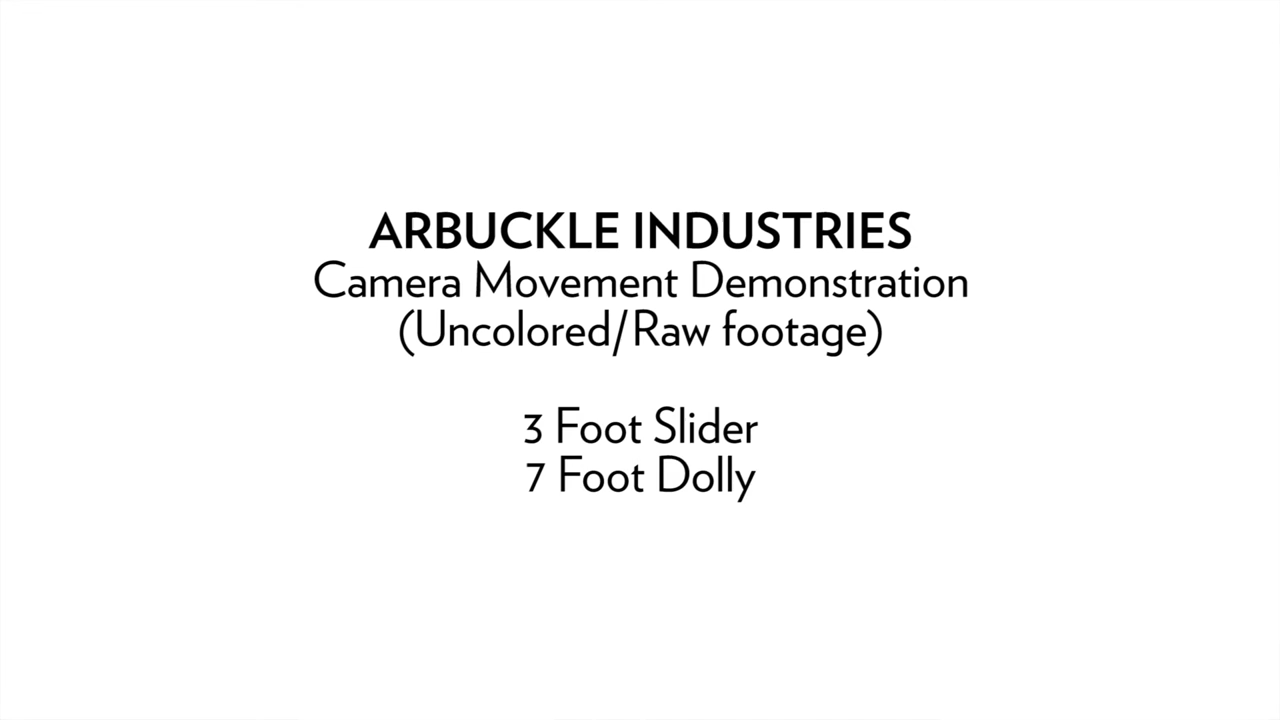 ARBUCKLE INDUSTRIES
Camera Movement Demonstration
(Uncolored/Raw footage)
3 Foot Slider
7 Foot Dolly